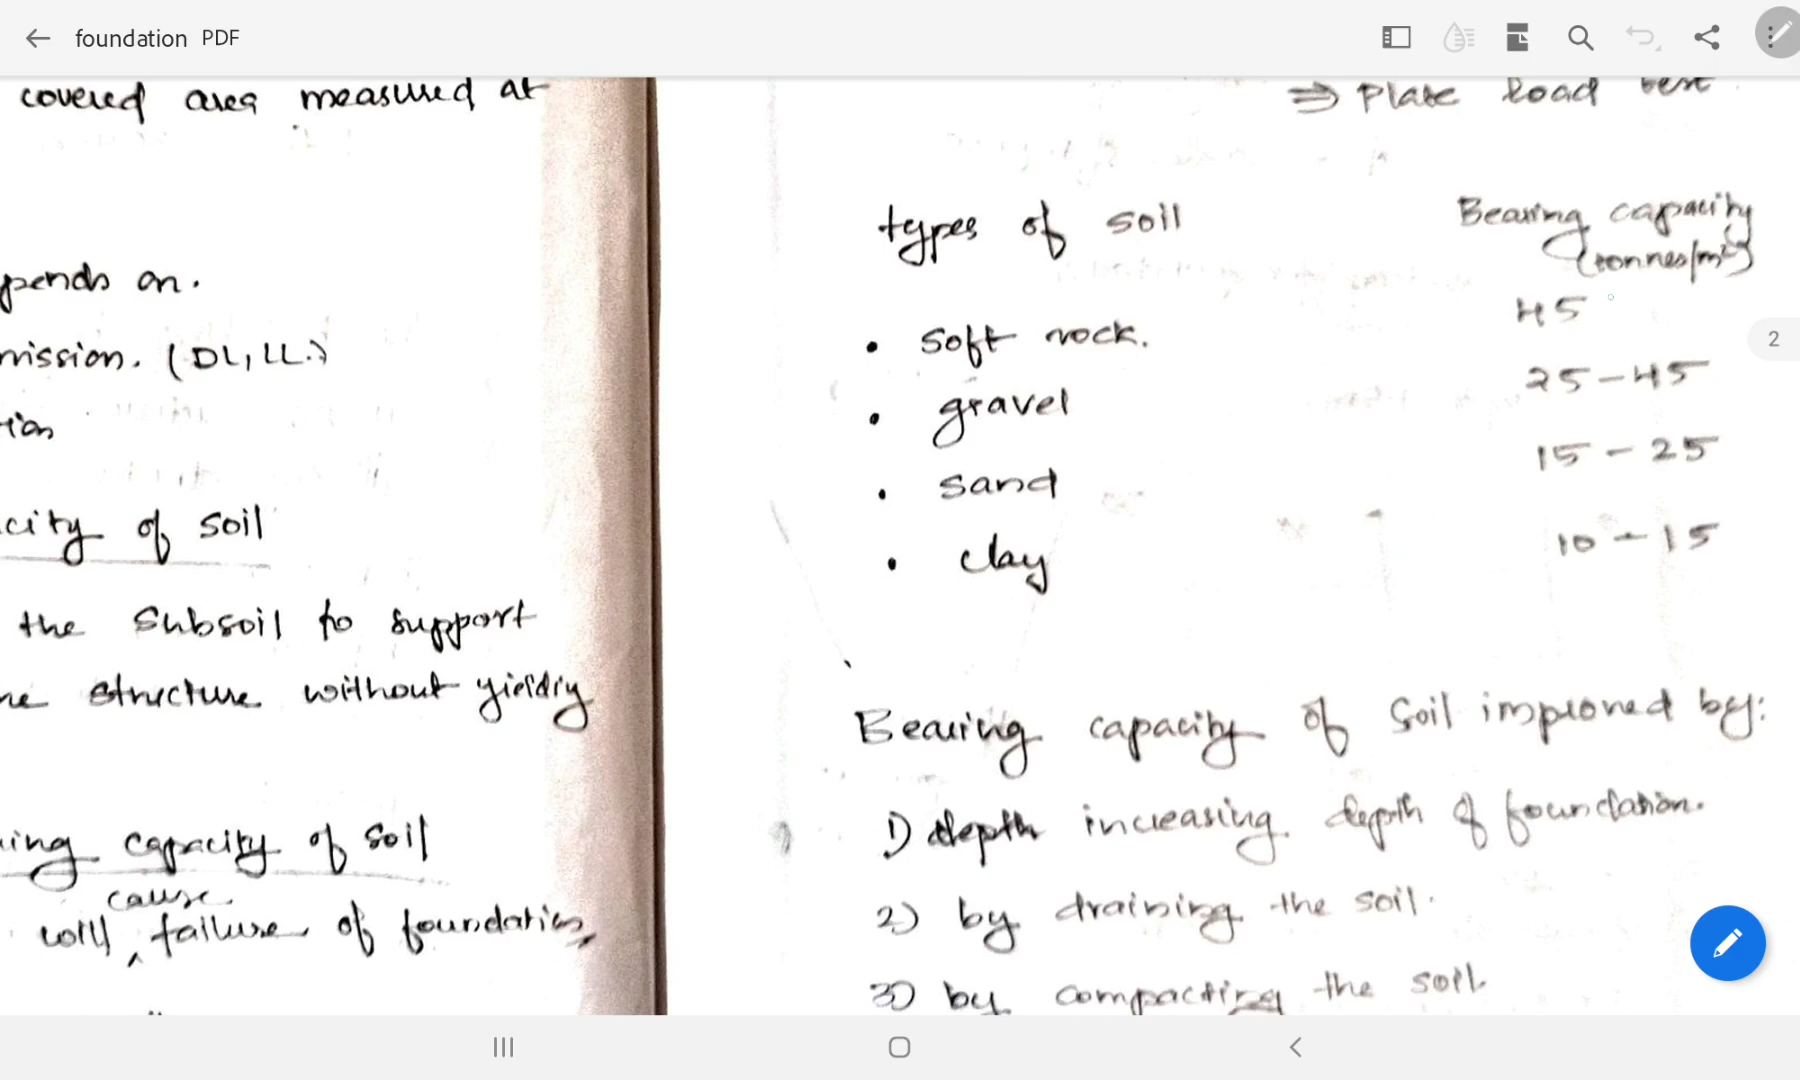 foundation PDF
covered area measured at
pends on.
mission. (DL, LL.)
tion
city of soil
the Subsoil to support
ne structure without yielding
ing capacity of soil
cause
will ^ failure of foundation
⇒ Plate load test
types of soil
Bearing capacity
(tonnes/m²)
• soft rock. 45
• gravel 25-45
• sand 15-25
• clay 10-15
Bearing capacity of soil improved by:
1) depth increasing depth of foundation.
2) by draining the soil.
3) by compacting the soil.
2